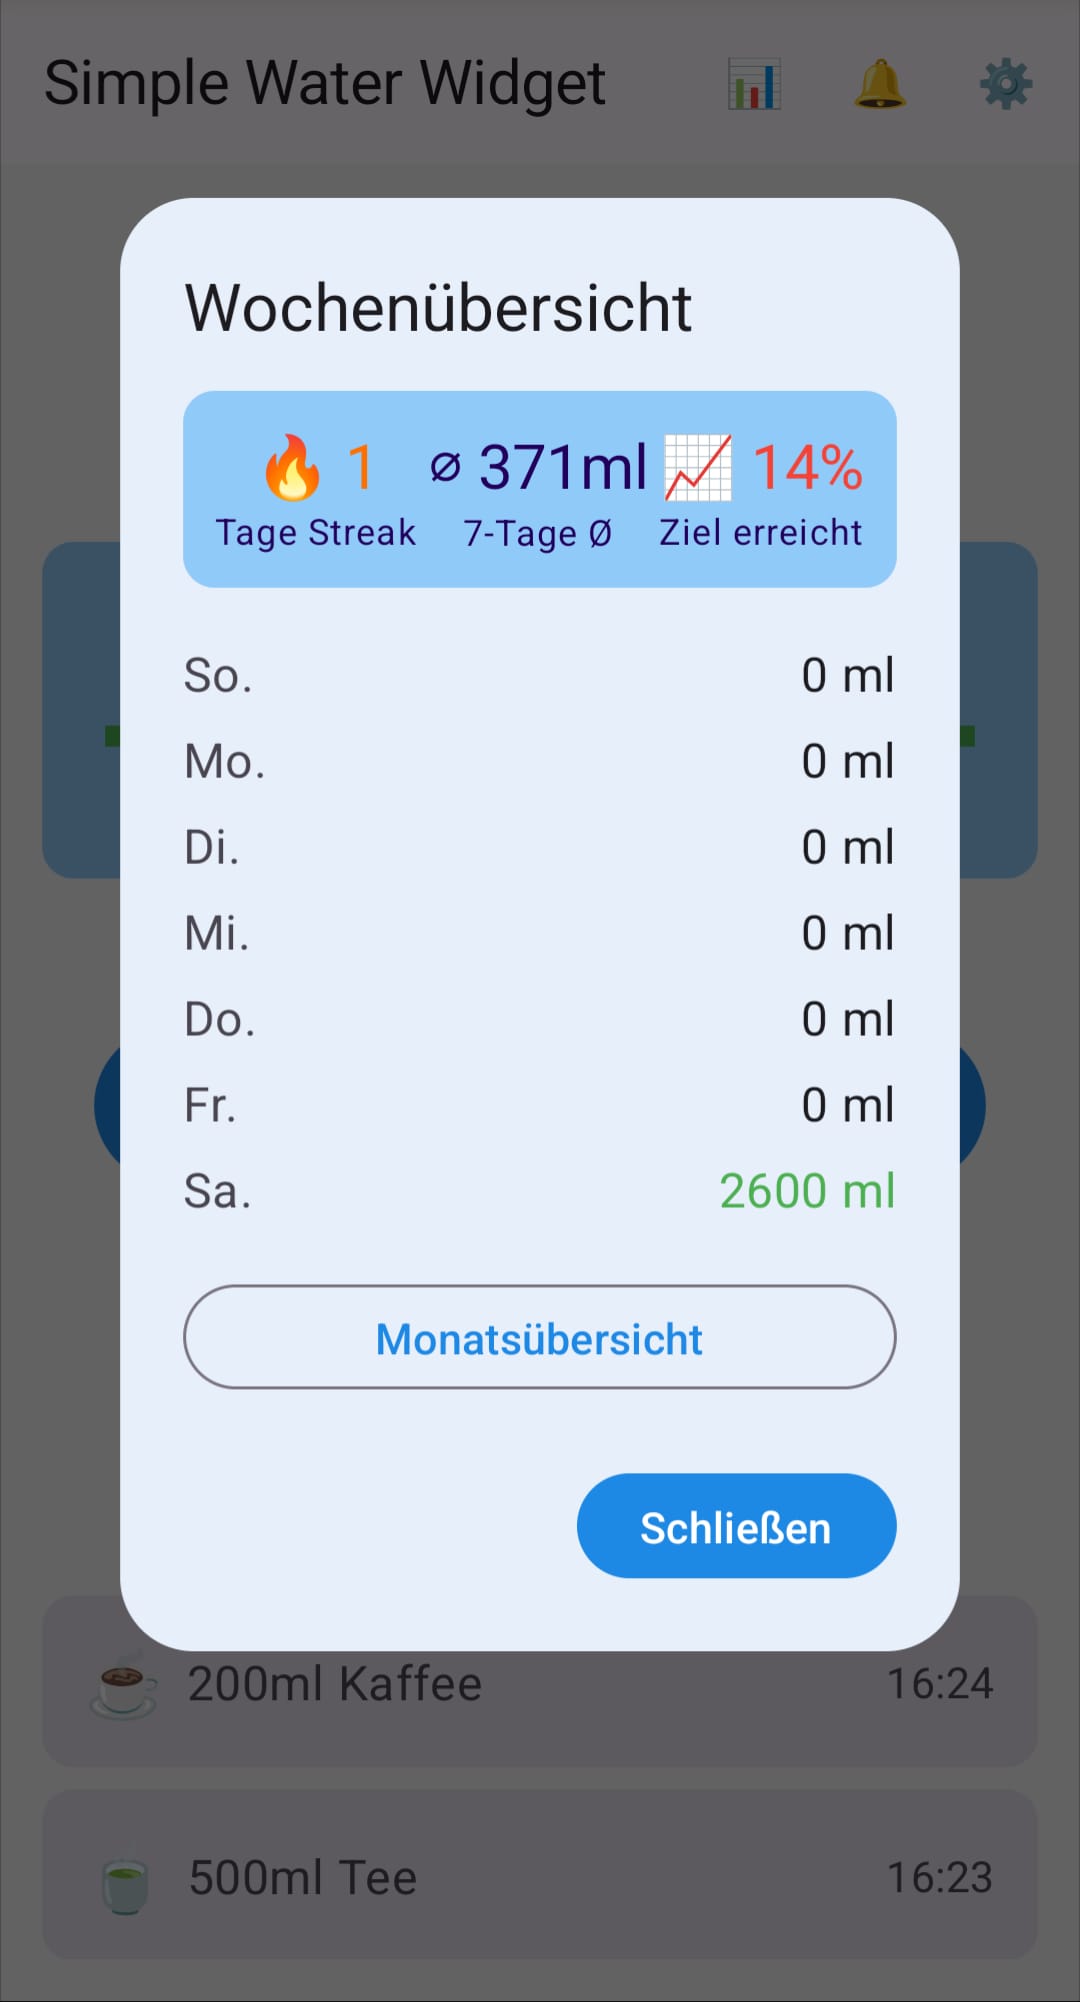 Simple Water Widget
Wochenübersicht
🔥 1 ⌀ 371ml 📈 14%
Tage Streak 7-Tage Ø Ziel erreicht
So. 0 ml
Mo. 0 ml
Di. 0 ml
Mi. 0 ml
Do. 0 ml
Fr. 0 ml
Sa. 2600 ml
Monatsübersicht
Schließen
200ml Kaffee 16:24
500ml Tee 16:23